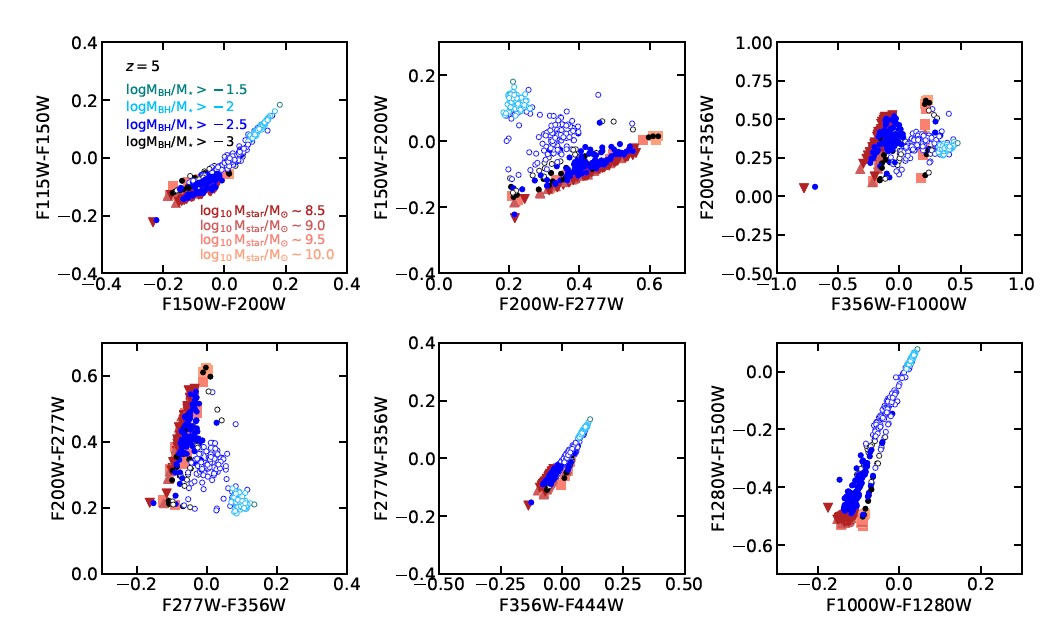 0.4
0.2
0.0
−0.2
−0.4
F115W-F150W
z = 5
logM_BH/M_⋆ > −1.5
logM_BH/M_⋆ > −2
logM_BH/M_⋆ > −2.5
logM_BH/M_⋆ > −3
log₁₀ M_star/M_⊙ ∼ 8.5
log₁₀ M_star/M_⊙ ∼ 9.0
log₁₀ M_star/M_⊙ ∼ 9.5
log₁₀ M_star/M_⊙ ∼ 10.0
−0.4 −0.2 0.0 0.2 0.4
F150W-F200W
0.2
0.0
−0.2
−0.4
F150W-F200W
0.0 0.2 0.4 0.6
F200W-F277W
1.00
0.75
0.50
0.25
0.00
−0.25
−0.50
F200W-F356W
−1.0 −0.5 0.0 0.5 1.0
F356W-F1000W
0.6
0.4
0.2
0.0
F200W-F277W
−0.2 0.0 0.2 0.4
F277W-F356W
0.4
0.2
0.0
−0.2
−0.4
F277W-F356W
−0.50 −0.25 0.00 0.25 0.50
F356W-F444W
0.0
−0.2
−0.4
−0.6
F1280W-F1500W
−0.2 0.0 0.2
F1000W-F1280W